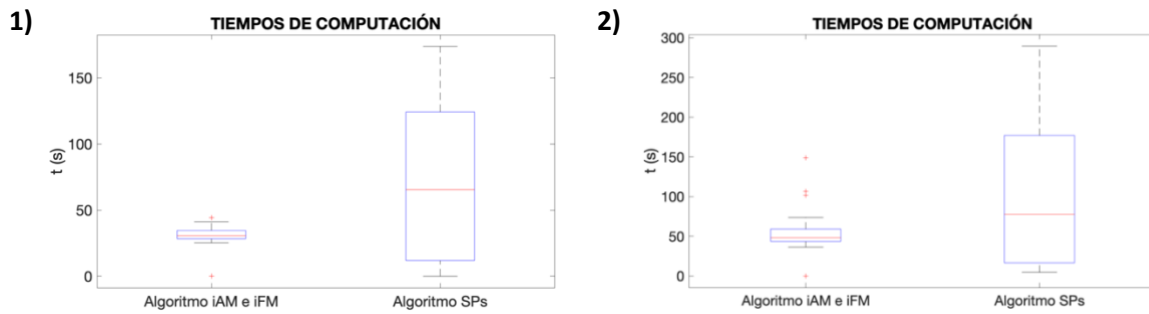 1)
TIEMPOS DE COMPUTACIÓN
150
100
50
0
t (s)
Algoritmo iAM e iFM
Algoritmo SPs
2)
TIEMPOS DE COMPUTACIÓN
300
250
200
150
100
50
0
t (s)
Algoritmo iAM e iFM
Algoritmo SPs